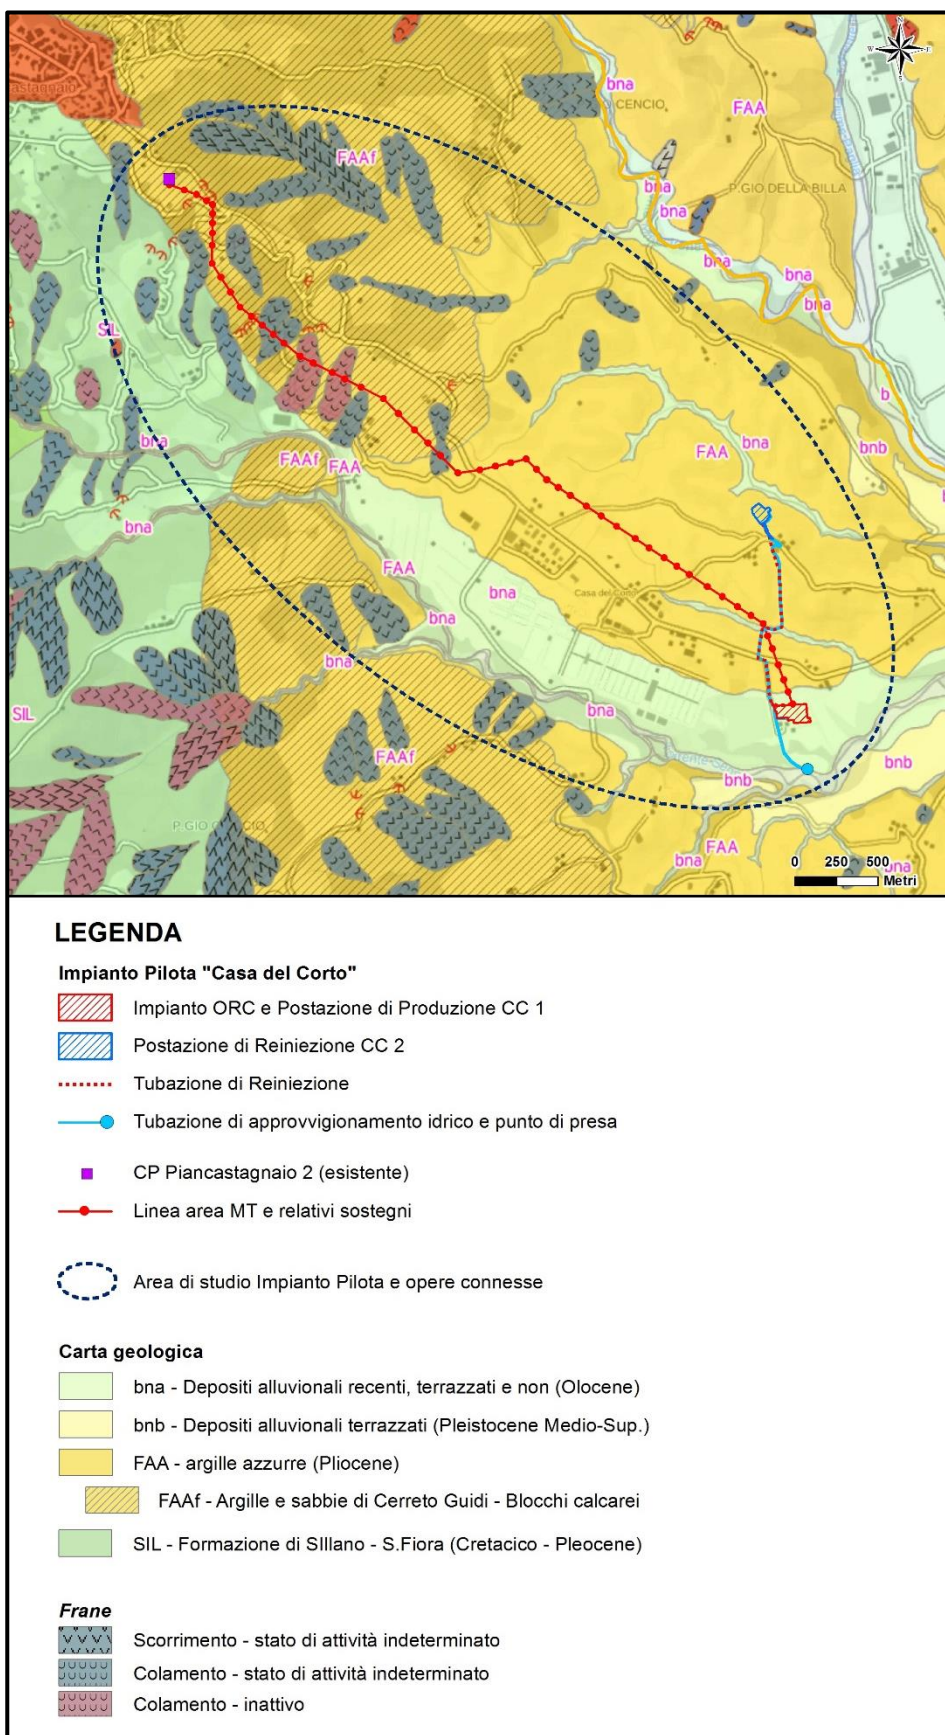 N
W
E
S
astagnaio
bna
CENCIO
FAA
FAAf
bna
P.GIO DELLA BILLA
bna
bna
bna
bna
SIL
b
bna
bnb
FAAf
FAA
FAA
bna
bna
FAA
bna
Casa del Corto
bna
bna
SIL
bna
FAAf
bnb
bnb
P.GIO
FAA
bna
bna
0 250 500
Metri
LEGENDA
Impianto Pilota "Casa del Corto"
Impianto ORC e Postazione di Produzione CC 1
Postazione di Reiniezione CC 2
Tubazione di Reiniezione
Tubazione di approvvigionamento idrico e punto di presa
CP Piancastagnaio 2 (esistente)
Linea area MT e relativi sostegni
Area di studio Impianto Pilota e opere connesse
Carta geologica
bna - Depositi alluvionali recenti, terrazzati e non (Olocene)
bnb - Depositi alluvionali terrazzati (Pleistocene Medio-Sup.)
FAA - argille azzurre (Pliocene)
FAAf - Argille e sabbie di Cerreto Guidi - Blocchi calcarei
SIL - Formazione di SIllano - S.Fiora (Cretacico - Pleocene)
Frane
Scorrimento - stato di attività indeterminato
Colamento - stato di attività indeterminato
Colamento - inattivo